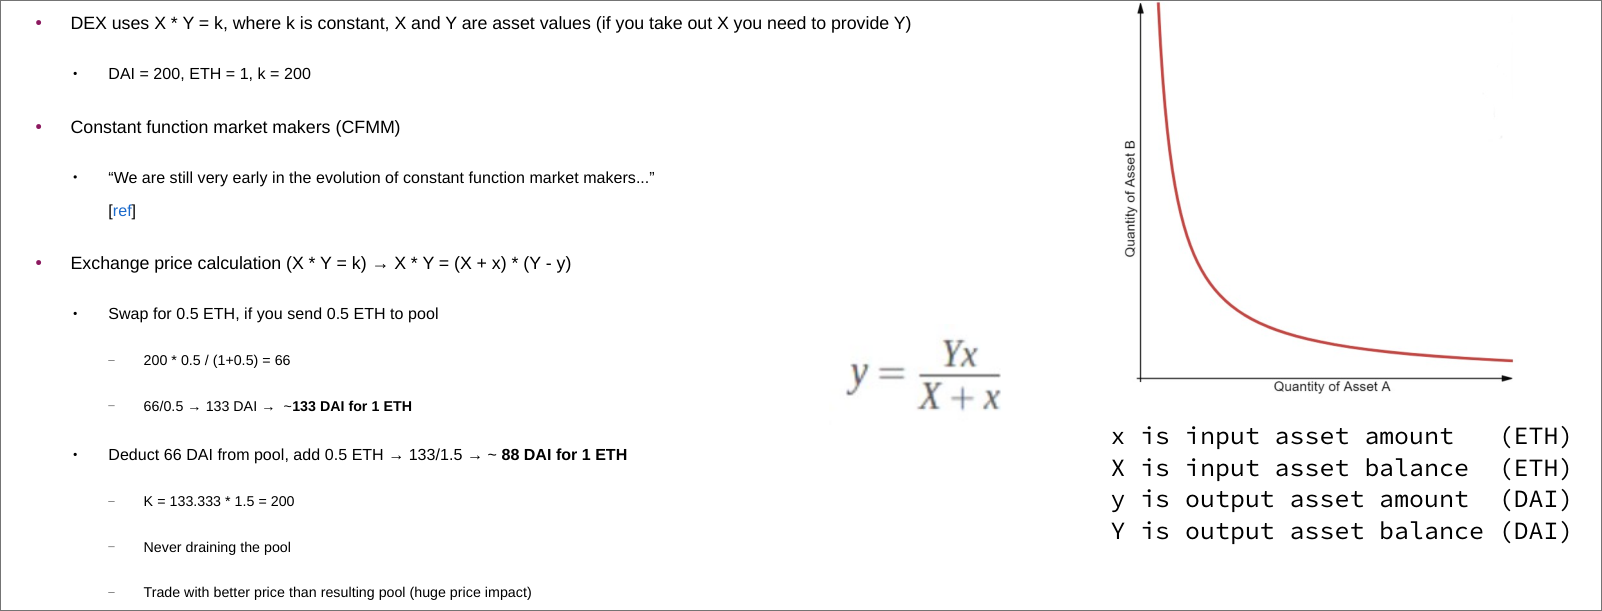 • DEX uses X * Y = k, where k is constant, X and Y are asset values (if you take out X you need to provide Y)
• DAI = 200, ETH = 1, k = 200
• Constant function market makers (CFMM)
• “We are still very early in the evolution of constant function market makers...”
[ref]
• Exchange price calculation (X * Y = k) → X * Y = (X + x) * (Y - y)
• Swap for 0.5 ETH, if you send 0.5 ETH to pool
– 200 * 0.5 / (1+0.5) = 66
– 66/0.5 → 133 DAI → ~133 DAI for 1 ETH
• Deduct 66 DAI from pool, add 0.5 ETH → 133/1.5 → ~ 88 DAI for 1 ETH
– K = 133.333 * 1.5 = 200
– Never draining the pool
– Trade with better price than resulting pool (huge price impact)
y = Yx / X + x
Quantity of Asset B
Quantity of Asset A
x is input asset amount (ETH)
X is input asset balance (ETH)
y is output asset amount (DAI)
Y is output asset balance (DAI)